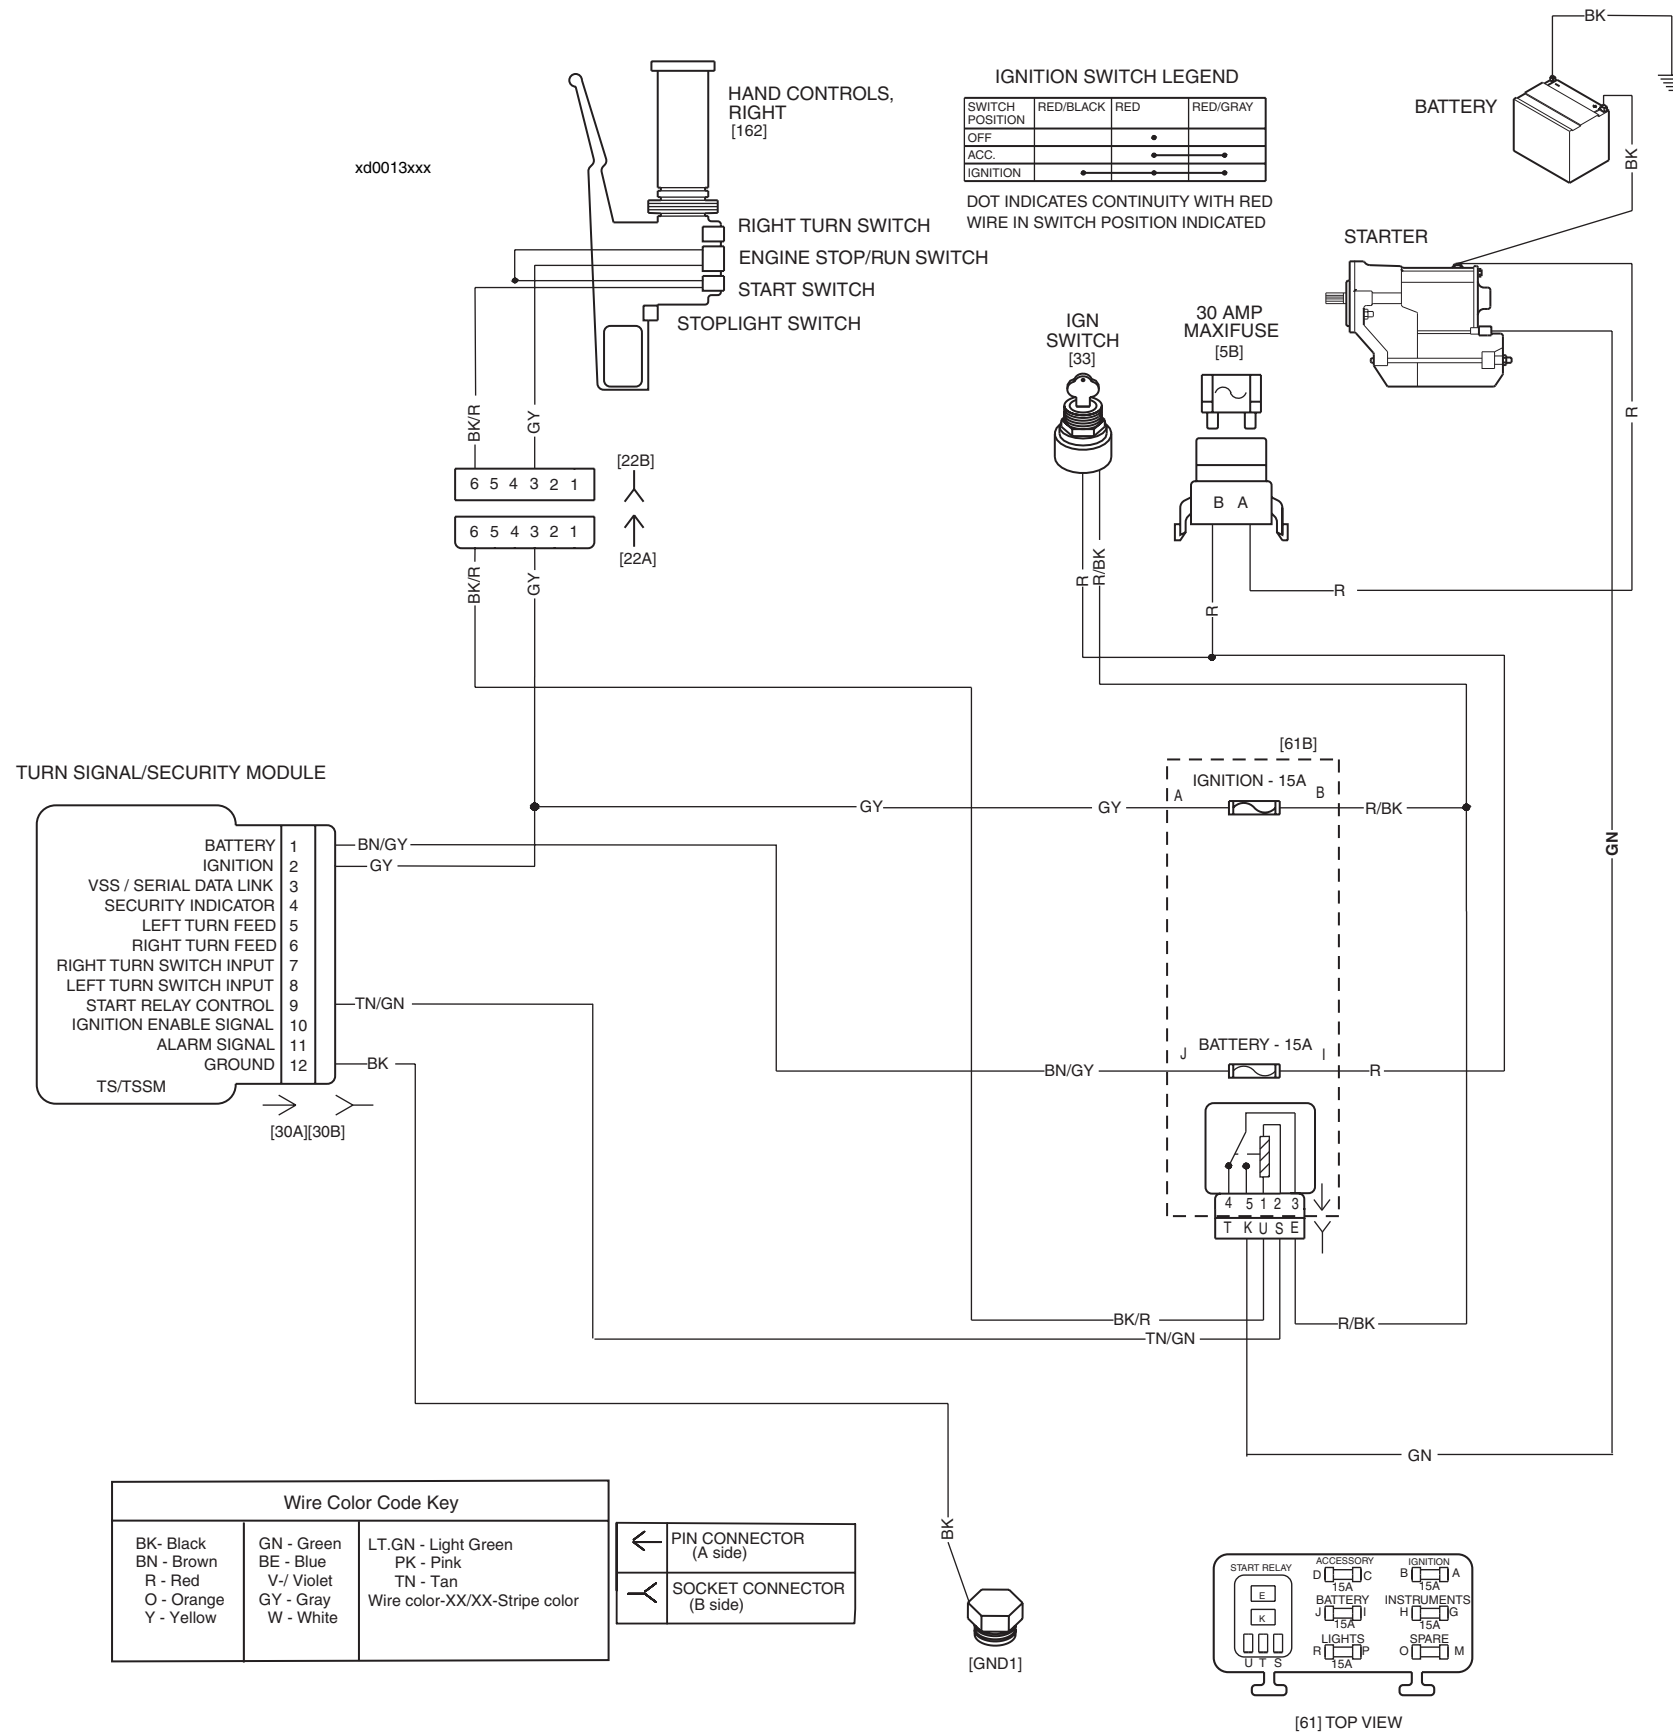 BK
HAND CONTROLS,
RIGHT
[162]
xd0013xxx
IGNITION SWITCH LEGEND
SWITCH POSITION RED/BLACK RED RED/GRAY
OFF
ACC.
IGNITION
DOT INDICATES CONTINUITY WITH RED
WIRE IN SWITCH POSITION INDICATED
BATTERY
BK
RIGHT TURN SWITCH
ENGINE STOP/RUN SWITCH
START SWITCH
STOPLIGHT SWITCH
STARTER
IGN
SWITCH
[33]
30 AMP
MAXIFUSE
[5B]
R
BK/R
GY
[22B]
6 5 4 3 2 1
6 5 4 3 2 1
[22A]
BK/R
GY
B A
R
R/BK
R
R
TURN SIGNAL/SECURITY MODULE
[61B]
IGNITION - 15A
A
B
GY
GY
R/BK
GN
BATTERY 1
BN/GY
IGNITION 2
GY
VSS / SERIAL DATA LINK 3
SECURITY INDICATOR 4
LEFT TURN FEED 5
RIGHT TURN FEED 6
RIGHT TURN SWITCH INPUT 7
LEFT TURN SWITCH INPUT 8
START RELAY CONTROL 9
TN/GN
IGNITION ENABLE SIGNAL 10
ALARM SIGNAL 11
GROUND 12
BK
TS/TSSM
[30A][30B]
BATTERY - 15A
J
I
BN/GY
R
4 5 1 2 3
T K U S E
BK/R
R/BK
TN/GN
GN
BK
[GND1]
Wire Color Code Key
BK- Black
BN - Brown
R - Red
O - Orange
Y - Yellow
GN - Green
BE - Blue
V-/ Violet
GY - Gray
W - White
LT.GN - Light Green
PK - Pink
TN - Tan
Wire color-XX/XX-Stripe color
PIN CONNECTOR
(A side)
SOCKET CONNECTOR
(B side)
START RELAY
E
K
U T S
ACCESSORY
D C
15A
IGNITION
B A
15A
BATTERY
J I
15A
INSTRUMENTS
H G
15A
LIGHTS
R P
15A
SPARE
O M
[61] TOP VIEW